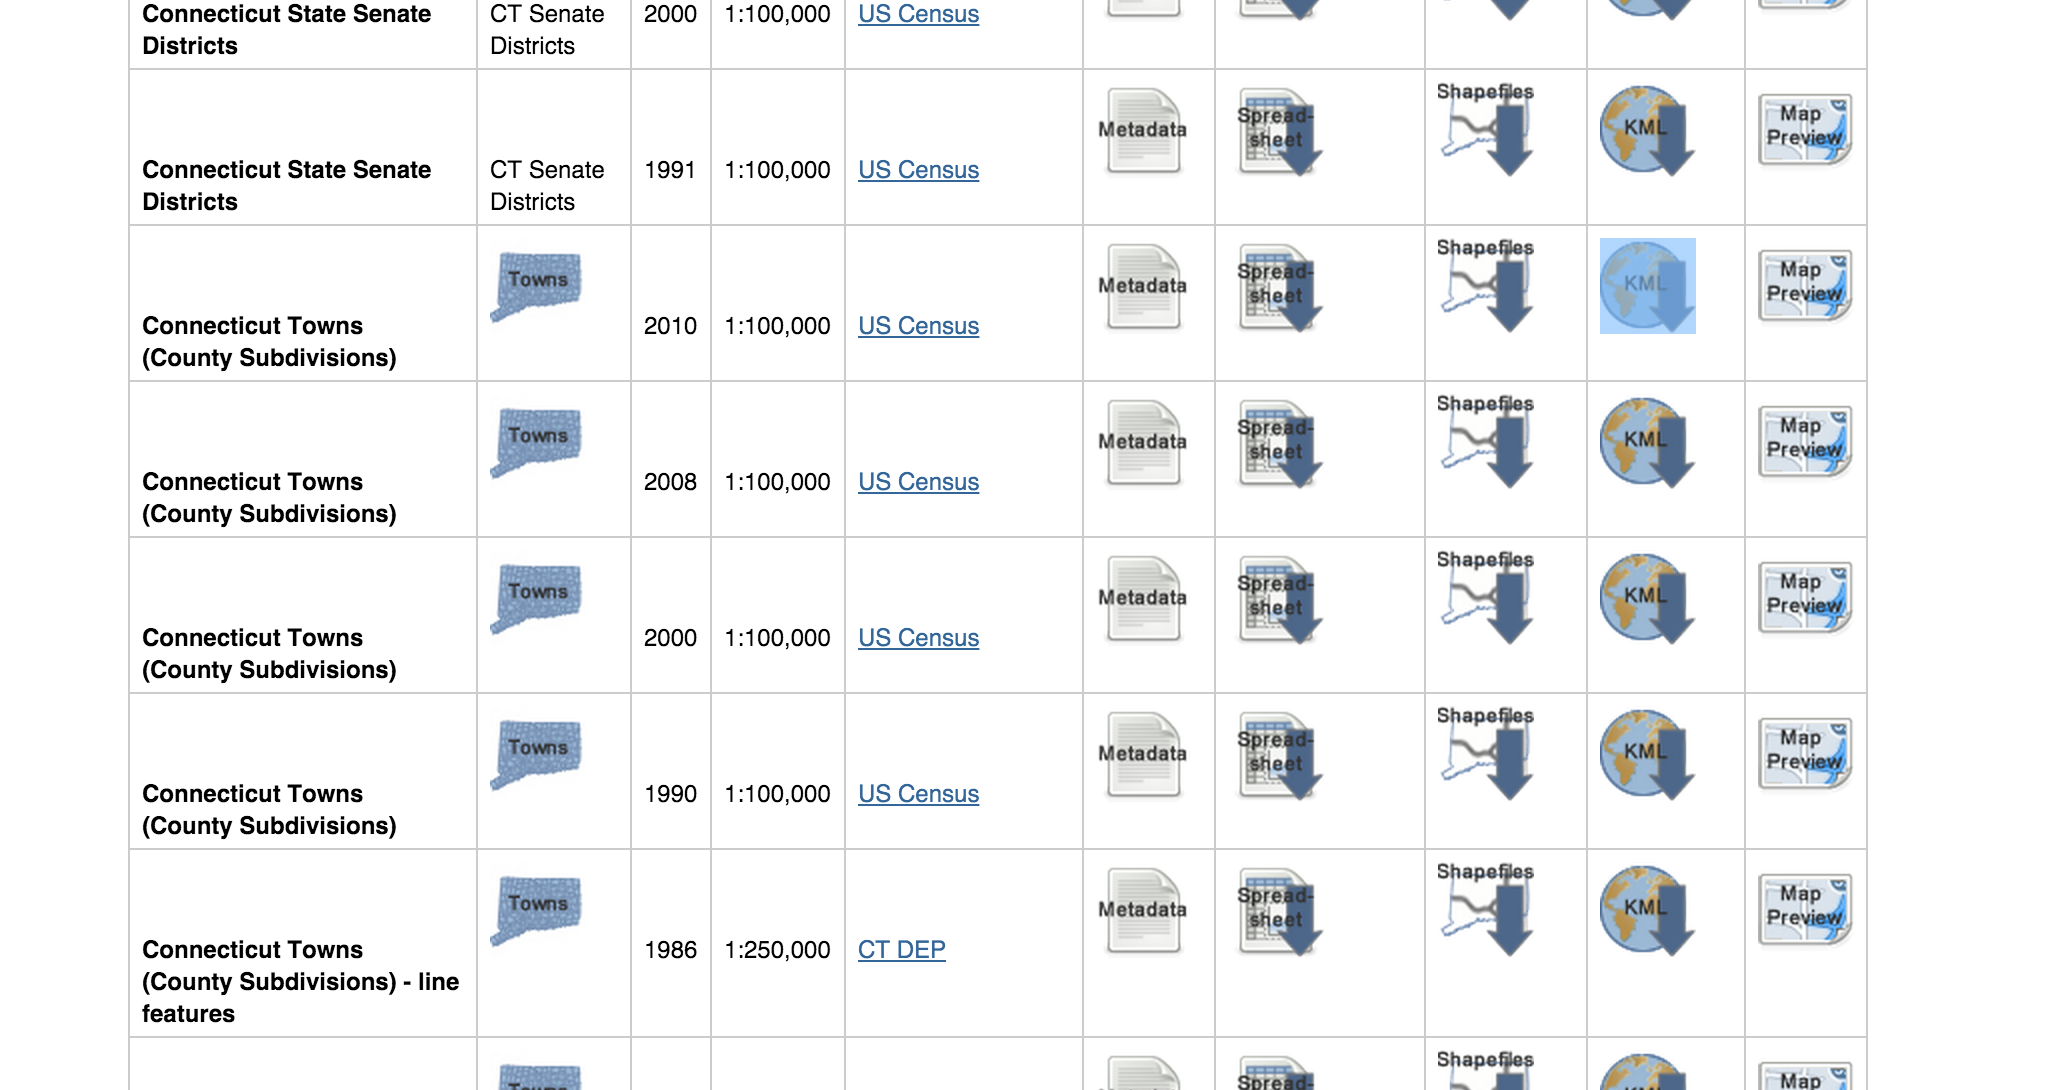 Connecticut State Senate Districts CT Senate Districts 2000 1:100,000 US Census
Connecticut State Senate Districts CT Senate Districts 1991 1:100,000 US Census Metadata Spread-sheet Shapefiles KML Map Preview
Connecticut Towns (County Subdivisions) Towns 2010 1:100,000 US Census Metadata Spread-sheet Shapefiles KML Map Preview
Connecticut Towns (County Subdivisions) Towns 2008 1:100,000 US Census Metadata Spread-sheet Shapefiles KML Map Preview
Connecticut Towns (County Subdivisions) Towns 2000 1:100,000 US Census Metadata Spread-sheet Shapefiles KML Map Preview
Connecticut Towns (County Subdivisions) Towns 1990 1:100,000 US Census Metadata Spread-sheet Shapefiles KML Map Preview
Connecticut Towns (County Subdivisions) - line features Towns 1986 1:250,000 CT DEP Metadata Spread-sheet Shapefiles KML Map Preview
Towns Spread- Shapefiles KML Map